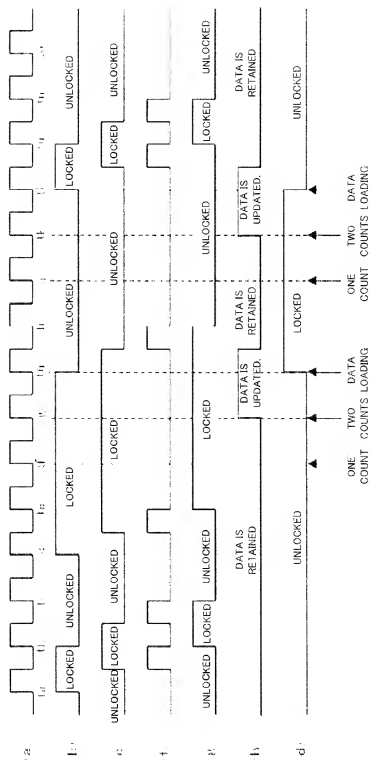 LOCKED UNLOCKED LOCKED UNLOCKED LOCKED UNLOCKED
UNLOCKED LOCKED UNLOCKED LOCKED UNLOCKED LOCKED UNLOCKED
UNLOCKED LOCKED UNLOCKED LOCKED UNLOCKED LOCKED UNLOCKED
DATA IS DATA IS DATA IS DATA IS DATA IS
RETAINED UPDATED. RETAINED UPDATED. RETAINED
UNLOCKED LOCKED UNLOCKED
ONE TWO DATA ONE TWO DATA
COUNT COUNTS LOADING COUNT COUNTS LOADING